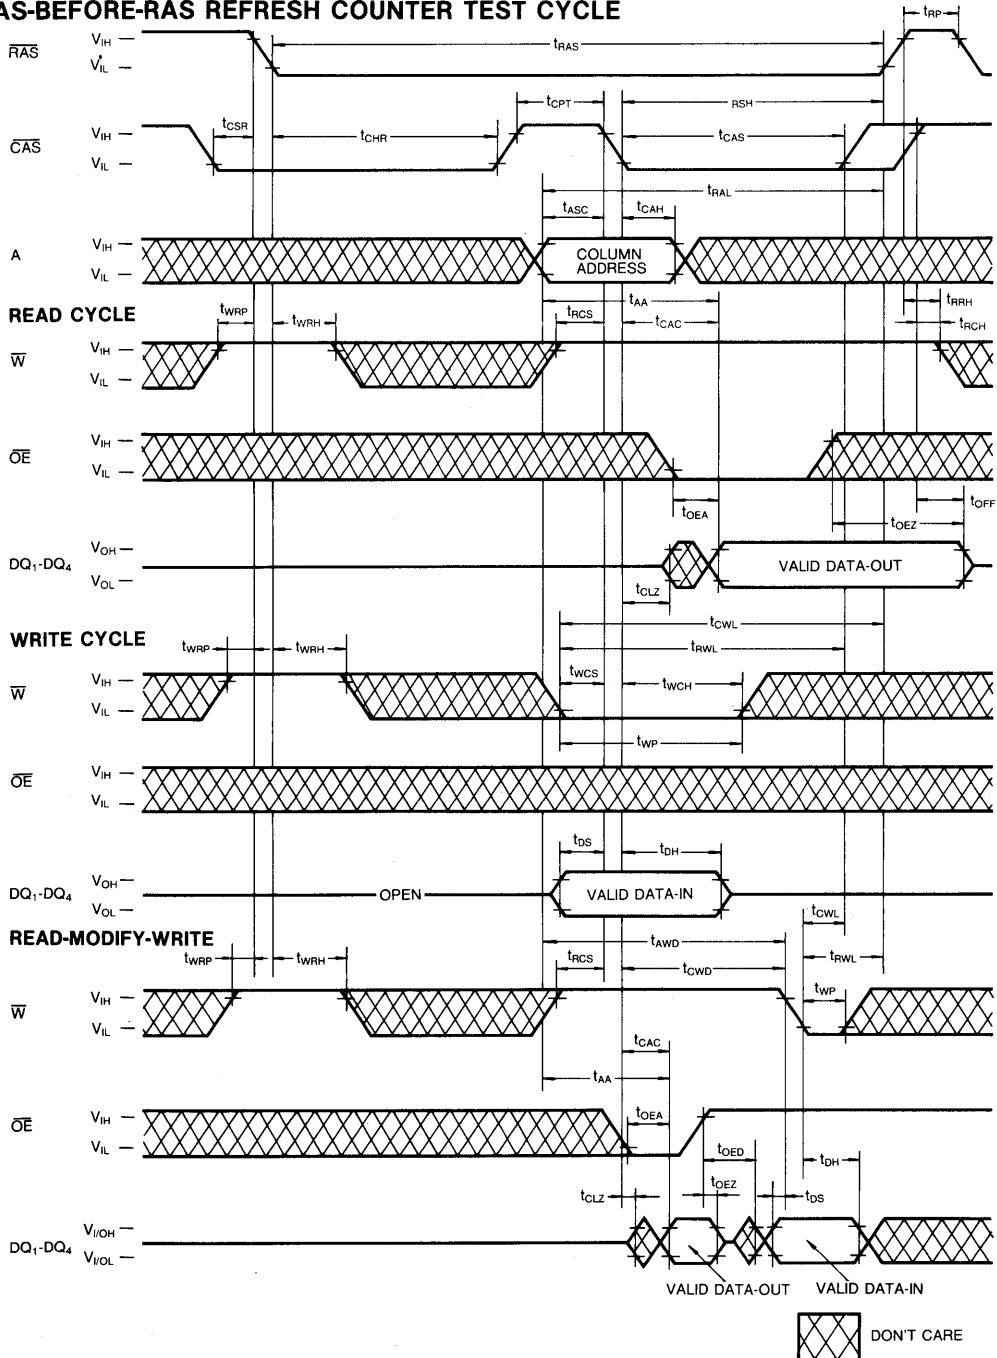 AS-BEFORE-RAS REFRESH COUNTER TEST CYCLE
tRP
RAS
VIH
VIL
tRAS
tCPT
RSH
CAS
VIH
VIL
tCSR
tCHR
tCAS
tRAL
tASC
tCAH
A
VIH
VIL
COLUMN
ADDRESS
READ CYCLE
tWRP
tWRH
tAA
tRCS
tCAC
tRRH
tRCH
W
VIH
VIL
OE
VIH
VIL
tOEA
tOEZ
tOFF
DQ1-DQ4
VOH
VOL
VALID DATA-OUT
tCLZ
WRITE CYCLE
tWRP
tWRH
tCWL
tRWL
tWCS
tWCH
W
VIH
VIL
tWP
OE
VIH
VIL
tDS
tDH
DQ1-DQ4
VOH
VOL
OPEN
VALID DATA-IN
READ-MODIFY-WRITE
tWRP
tWRH
tAWD
tRCS
tCWD
tCWL
tRWL
tWP
W
VIH
VIL
tCAC
tAA
OE
VIH
VIL
tOEA
tOED
tOEZ
tDH
tCLZ
tDS
DQ1-DQ4
VI/OH
VI/OL
VALID DATA-OUT
VALID DATA-IN
DON'T CARE